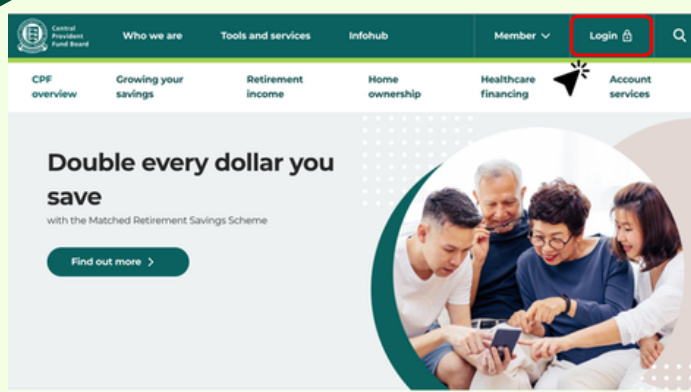 Central
Provident
Fund Board
Who we are
Tools and services
Infohub
Member
Login
CPF
overview
Growing your
savings
Retirement
income
Home
ownership
Healthcare
financing
Account
services
Double every dollar you
save
with the Matched Retirement Savings Scheme
Find out more >